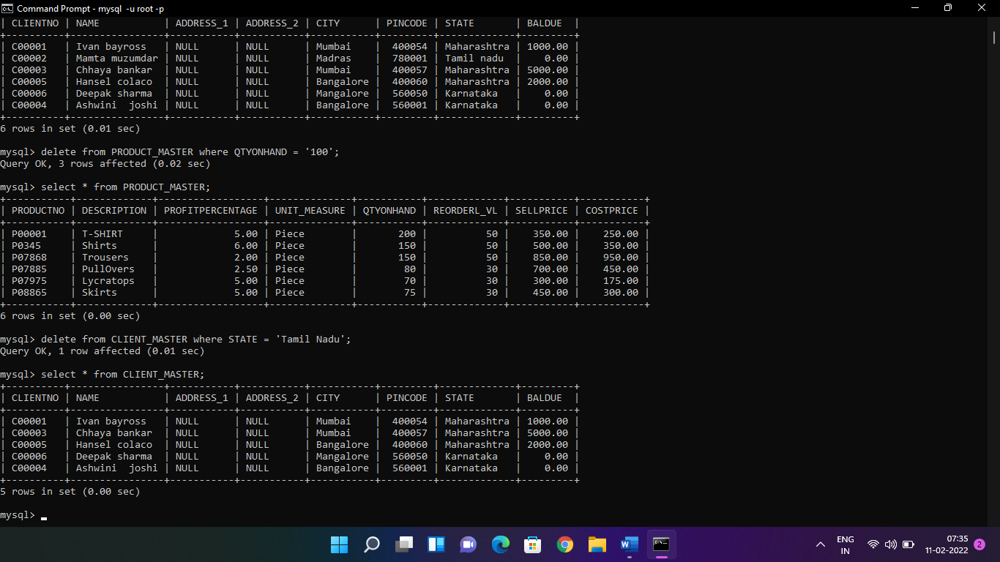 Command Prompt - mysql -u root -p
| CLIENTNO | NAME           | ADDRESS_1 | ADDRESS_2 | CITY      | PINCODE | STATE       | BALDUE  |
+----------+----------------+-----------+-----------+-----------+---------+-------------+---------+
| C00001   | Ivan bayross   | NULL      | NULL      | Mumbai    |  400054 | Maharashtra | 1000.00 |
| C00002   | Mamta muzumdar | NULL      | NULL      | Madras    |  780001 | Tamil nadu  |    0.00 |
| C00003   | Chhaya bankar  | NULL      | NULL      | Mumbai    |  400057 | Maharashtra | 5000.00 |
| C00005   | Hansel colaco  | NULL      | NULL      | Bangalore |  400060 | Maharashtra | 2000.00 |
| C00006   | Deepak sharma  | NULL      | NULL      | Mangalore |  560050 | Karnataka   |    0.00 |
| C00004   | Ashwini  joshi | NULL      | NULL      | Bangalore |  560001 | Karnataka   |    0.00 |
+----------+----------------+-----------+-----------+-----------+---------+-------------+---------+
6 rows in set (0.01 sec)
mysql> delete from PRODUCT_MASTER where QTYONHAND = '100';
Query OK, 3 rows affected (0.02 sec)
mysql> select * from PRODUCT_MASTER;
+-----------+-------------+------------------+--------------+-----------+-------------+-----------+-----------+
| PRODUCTNO | DESCRIPTION | PROFITPERCENTAGE | UNIT_MEASURE | QTYONHAND | REORDERL_VL | SELLPRICE | COSTPRICE |
+-----------+-------------+------------------+--------------+-----------+-------------+-----------+-----------+
| P00001    | T-SHIRT     |             5.00 | Piece        |       200 |          50 |    350.00 |    250.00 |
| P0345     | Shirts      |             6.00 | Piece        |       150 |          50 |    500.00 |    350.00 |
| P07868    | Trousers    |             2.00 | Piece        |       150 |          50 |    850.00 |    950.00 |
| P07885    | PullOvers   |             2.50 | Piece        |        80 |          30 |    700.00 |    450.00 |
| P07975    | Lycratops   |             5.00 | Piece        |        70 |          30 |    300.00 |    175.00 |
| P08865    | Skirts      |             5.00 | Piece        |        75 |          30 |    450.00 |    300.00 |
+-----------+-------------+------------------+--------------+-----------+-------------+-----------+-----------+
6 rows in set (0.00 sec)
mysql> delete from CLIENT_MASTER where STATE = 'Tamil Nadu';
Query OK, 1 row affected (0.01 sec)
mysql> select * from CLIENT_MASTER;
+----------+----------------+-----------+-----------+-----------+---------+-------------+---------+
| CLIENTNO | NAME           | ADDRESS_1 | ADDRESS_2 | CITY      | PINCODE | STATE       | BALDUE  |
+----------+----------------+-----------+-----------+-----------+---------+-------------+---------+
| C00001   | Ivan bayross   | NULL      | NULL      | Mumbai    |  400054 | Maharashtra | 1000.00 |
| C00003   | Chhaya bankar  | NULL      | NULL      | Mumbai    |  400057 | Maharashtra | 5000.00 |
| C00005   | Hansel colaco  | NULL      | NULL      | Bangalore |  400060 | Maharashtra | 2000.00 |
| C00006   | Deepak sharma  | NULL      | NULL      | Mangalore |  560050 | Karnataka   |    0.00 |
| C00004   | Ashwini  joshi | NULL      | NULL      | Bangalore |  560001 | Karnataka   |    0.00 |
+----------+----------------+-----------+-----------+-----------+---------+-------------+---------+
5 rows in set (0.00 sec)
mysql> _
ENG
IN
07:35
11-02-2022
2